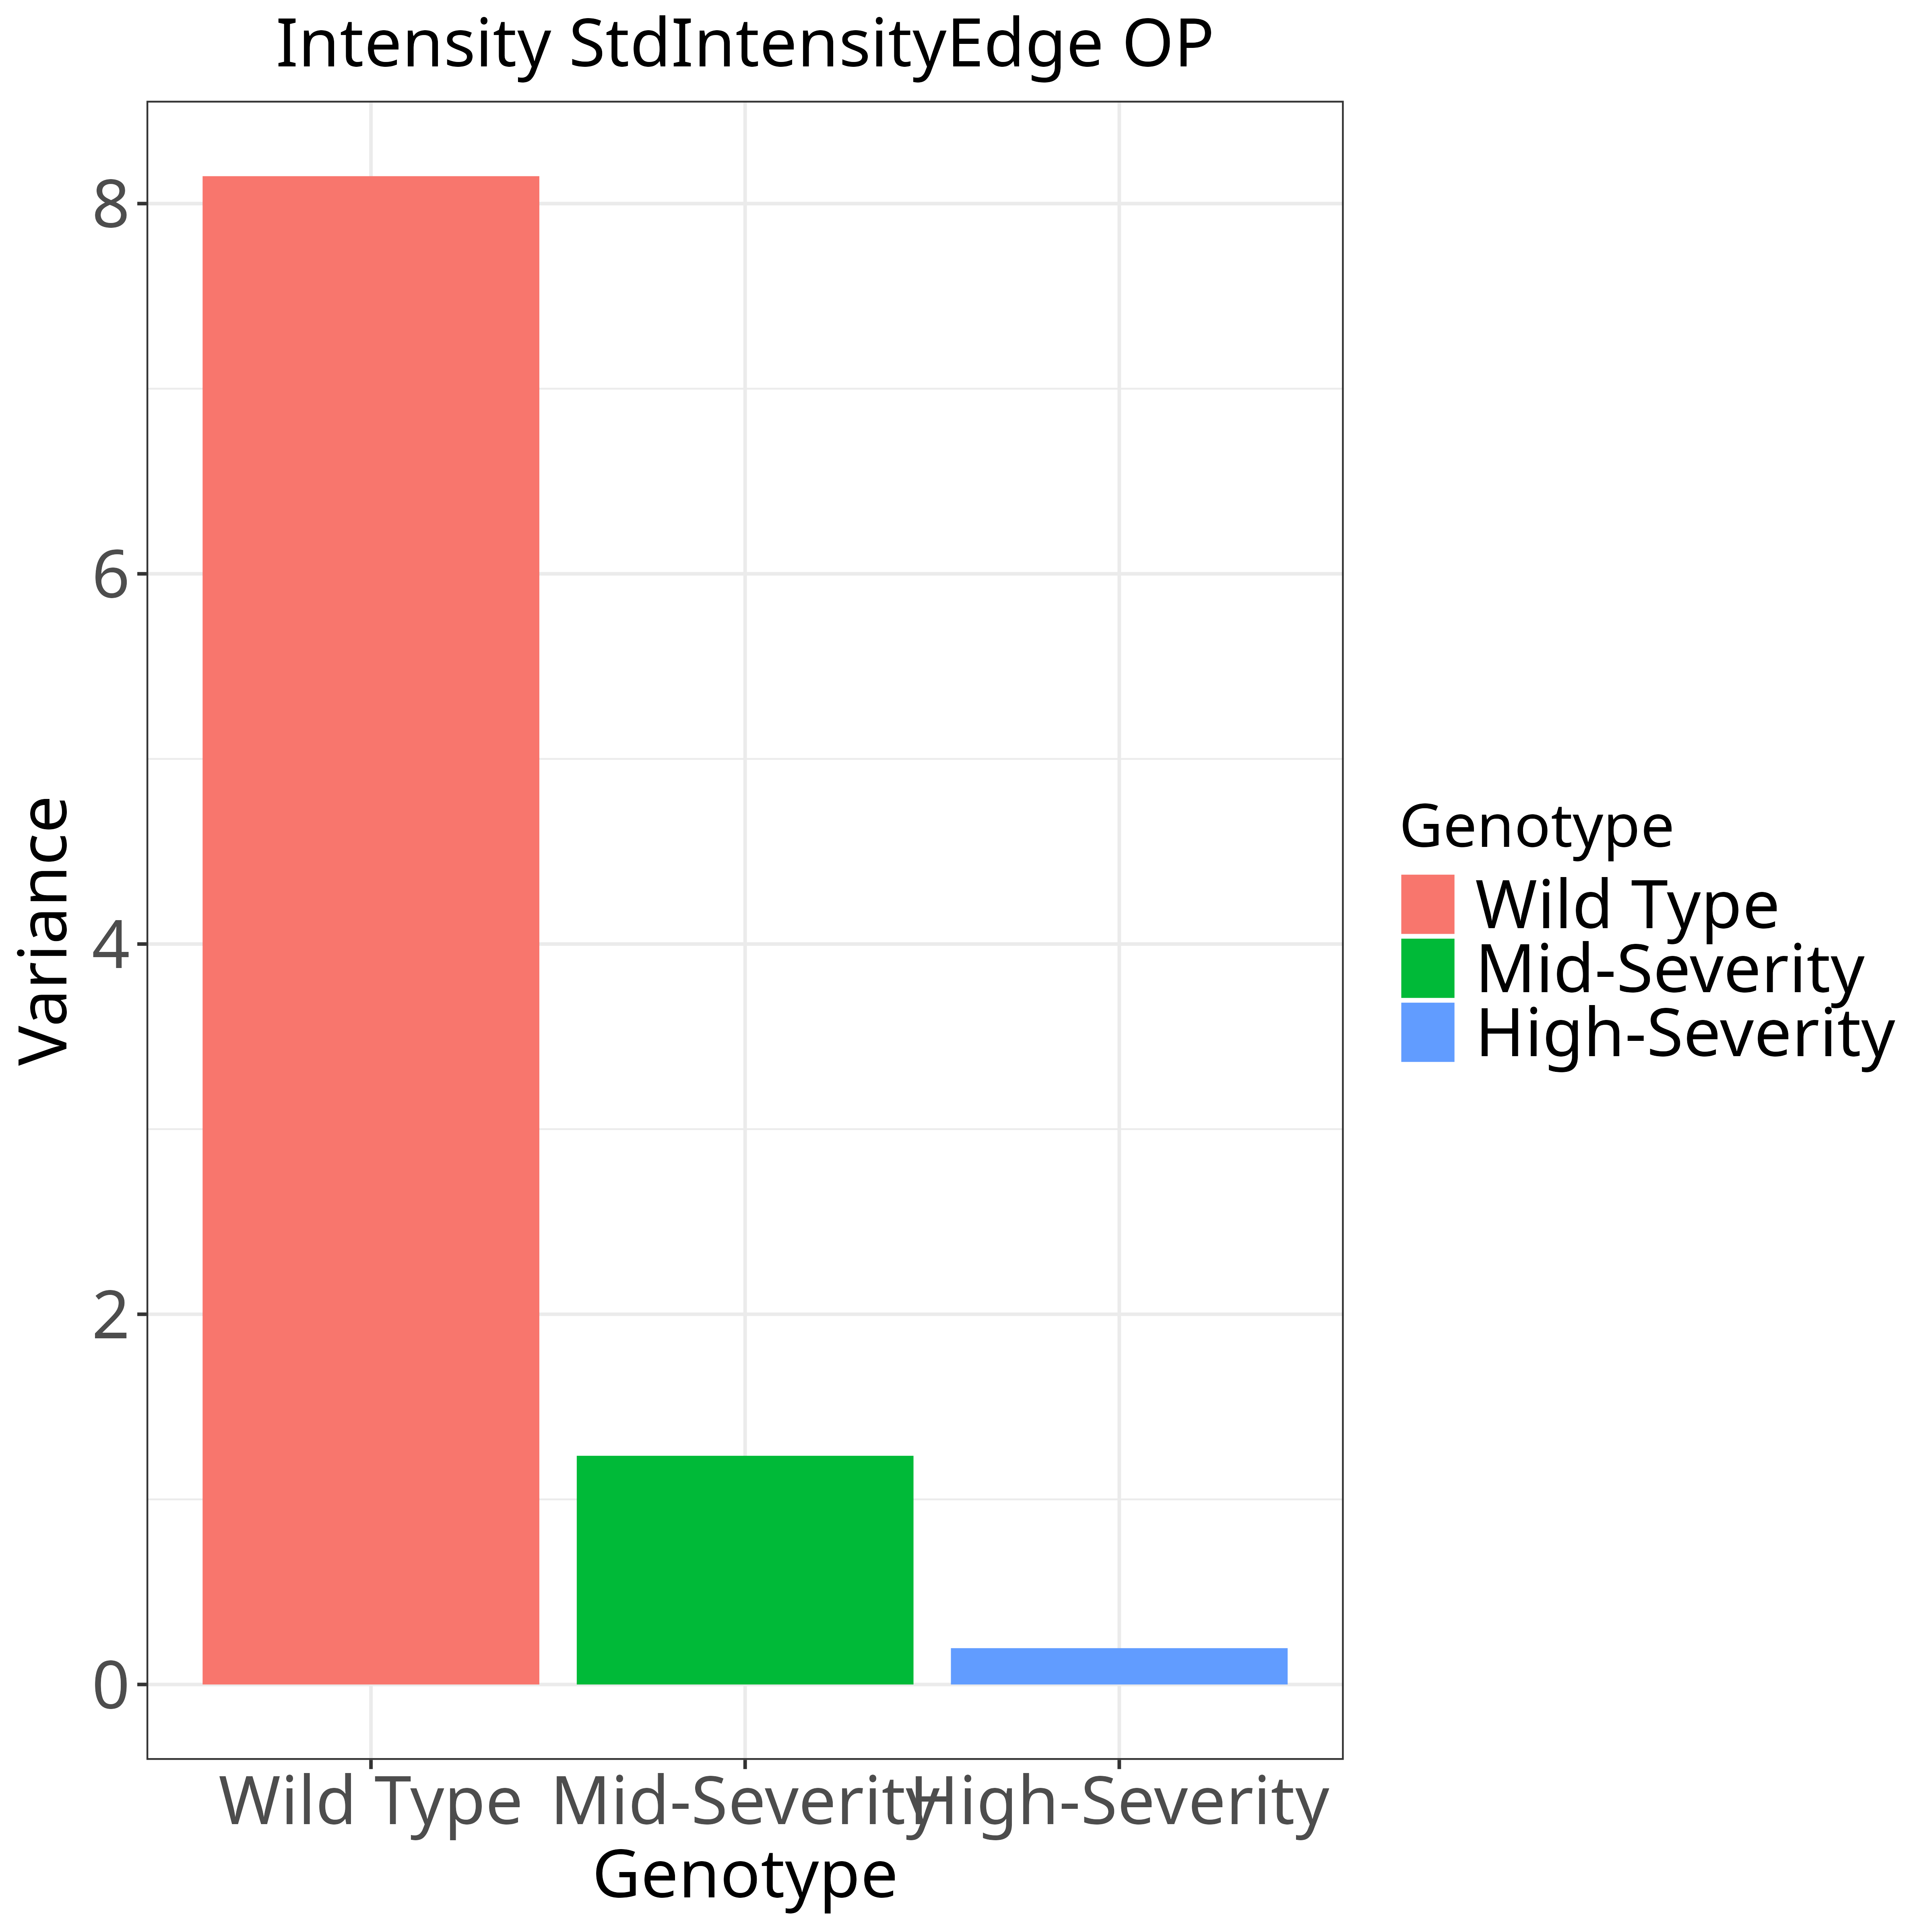 Intensity StdIntensityEdge OP
8
6
4
2
0
Variance
Wild Type
Mid-Severity
High-Severity
Genotype
Genotype
Wild Type
Mid-Severity
High-Severity